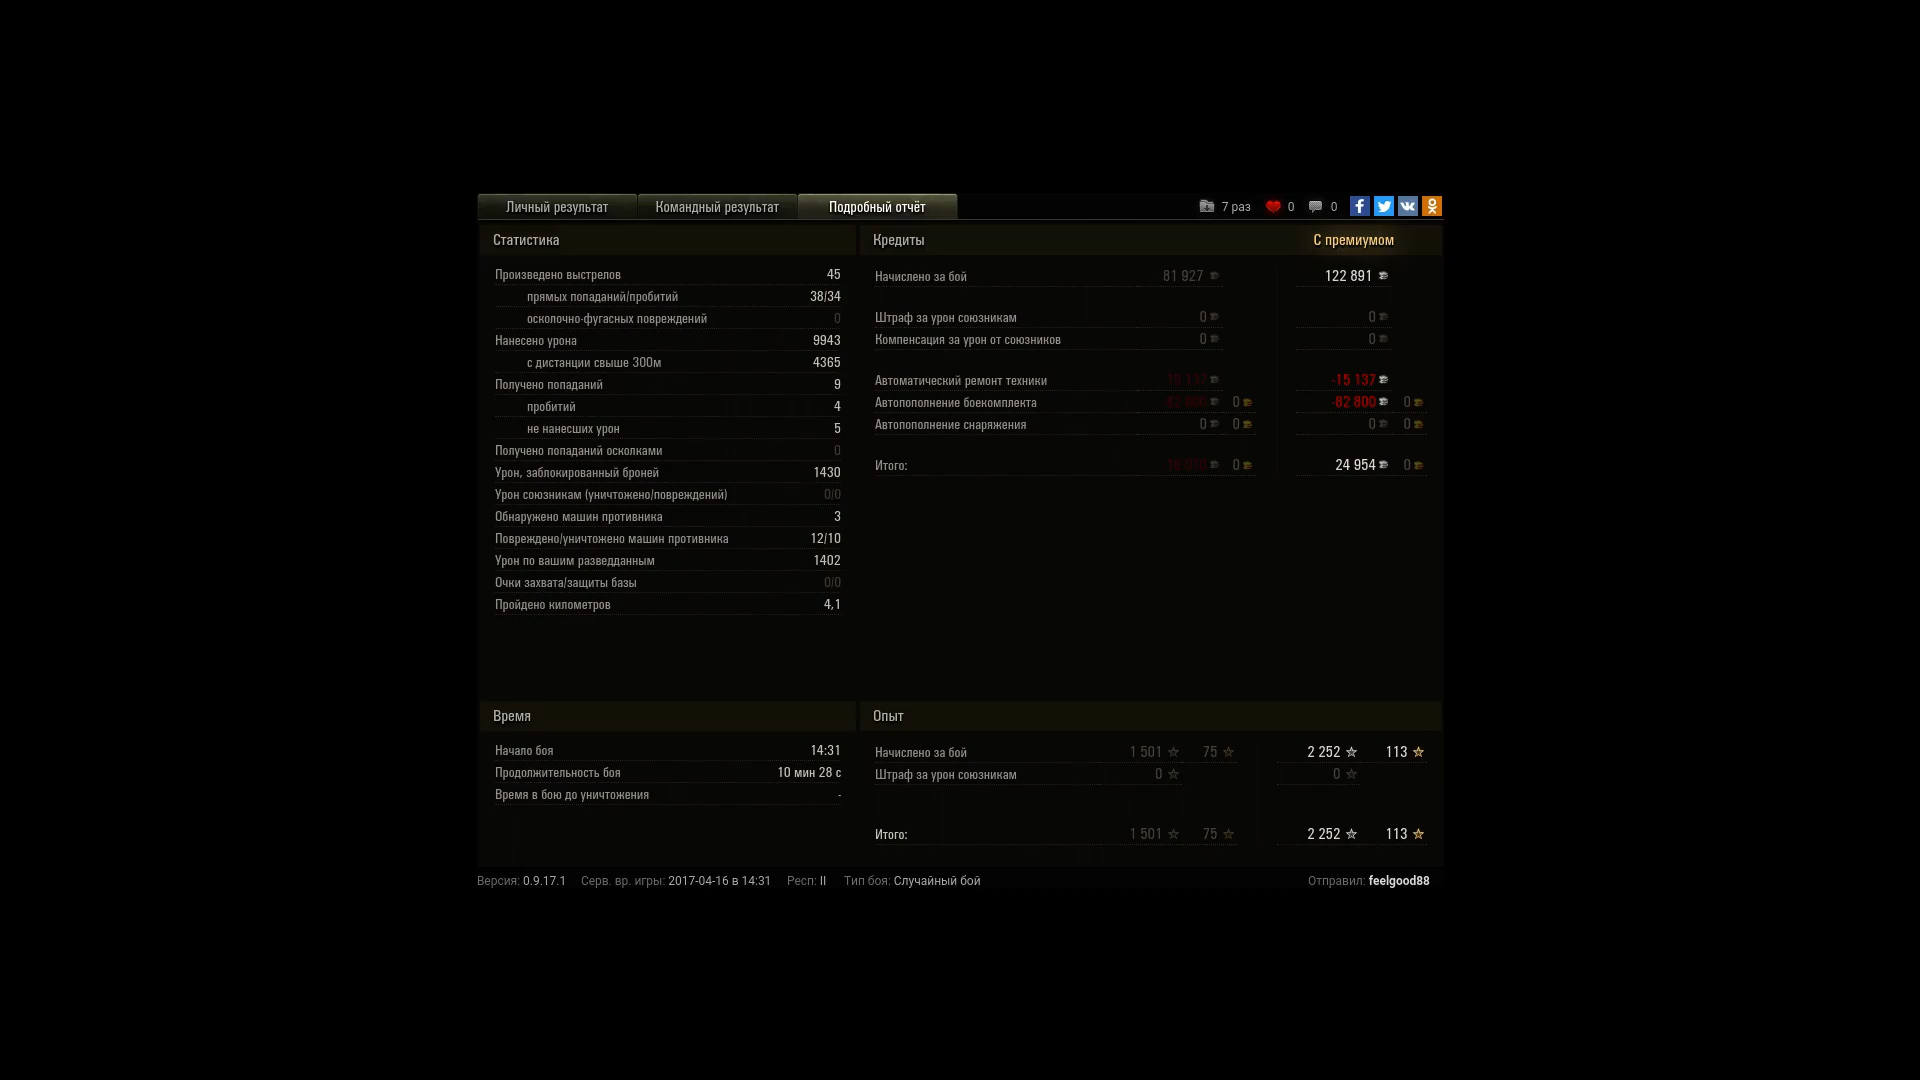 Личный результат Командный результат Подробный отчёт 7 раз 0 0
Статистика
Произведено выстрелов 45
прямых попаданий/пробитий 38/34
осколочно-фугасных повреждений 0
Нанесено урона 9943
с дистанции свыше 300м 4365
Получено попаданий 9
пробитий 4
не нанесших урон 5
Получено попаданий осколками 0
Урон, заблокированный броней 1430
Урон союзникам (уничтожено/повреждений) 0/0
Обнаружено машин противника 3
Повреждено/уничтожено машин противника 12/10
Урон по вашим разведданным 1402
Очки захвата/защиты базы 0/0
Пройдено километров 4,1
Кредиты С премиумом
Начислено за бой 81 927 122 891
Штраф за урон союзникам 0 0
Компенсация за урон от союзников 0 0
Автоматический ремонт техники -15 137
Автопополнение боекомплекта 0 -82 800 0
Автопополнение снаряжения 0 0 0 0
Итого: 0 24 954 0
Время
Начало боя 14:31
Продолжительность боя 10 мин 28 с
Время в бою до уничтожения -
Опыт
Начислено за бой 1 501 75 2 252 113
Штраф за урон союзникам 0 0
Итого: 1 501 75 2 252 113
Версия: 0.9.17.1 Серв. вр. игры: 2017-04-16 в 14:31 Респ: II Тип боя: Случайный бой Отправил: feelgood88